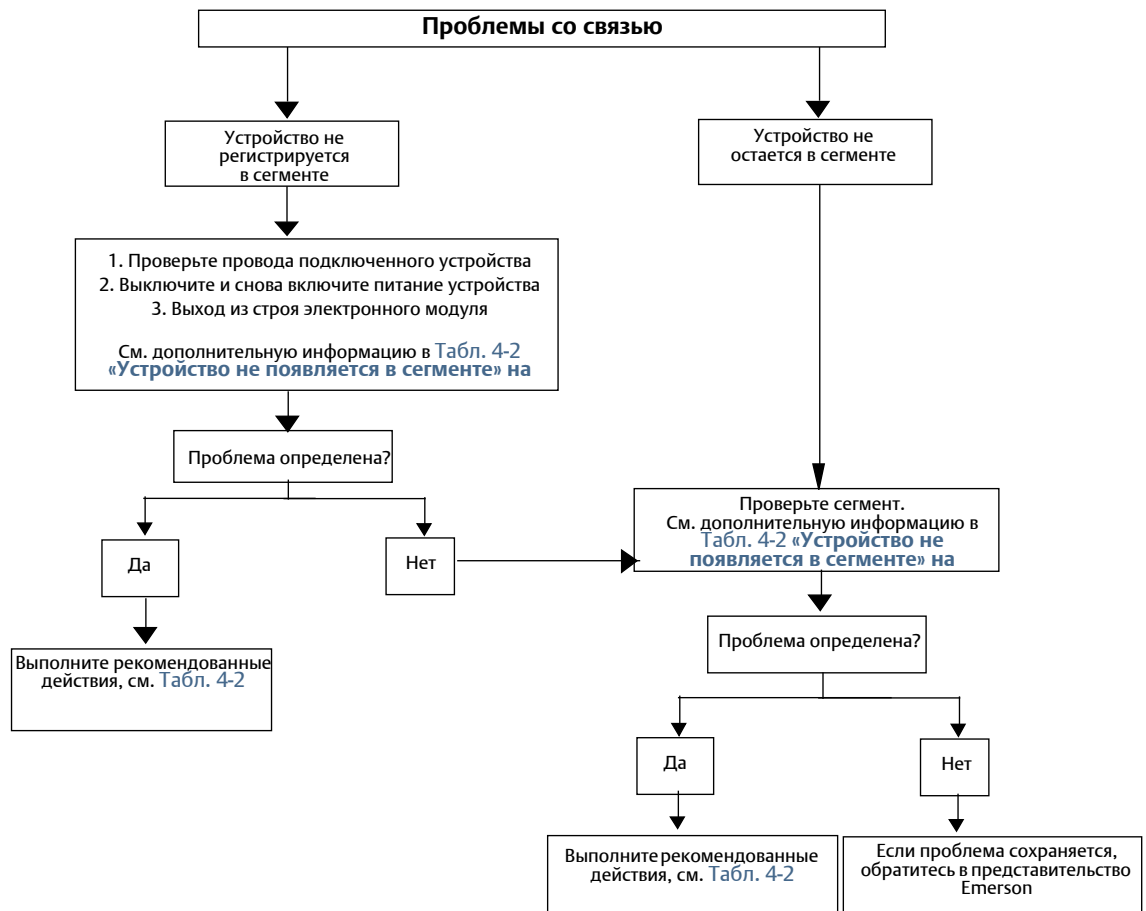 Проблемы со связью
Устройство не
регистрируется
в сегменте
Устройство не
остается в сегменте
1. Проверьте провода подключенного устройства
2. Выключите и снова включите питание устройства
3. Выход из строя электронного модуля
См. дополнительную информацию в Табл. 4-2
«Устройство не появляется в сегменте» на
Проблема определена?
Да
Нет
Проверьте сегмент.
См. дополнительную информацию в
Табл. 4-2 «Устройство не
появляется в сегменте» на
Выполните рекомендованные
действия, см. Табл. 4-2
Проблема определена?
Да
Нет
Выполните рекомендованные
действия, см. Табл. 4-2
Если проблема сохраняется,
обратитесь в представительство
Emerson